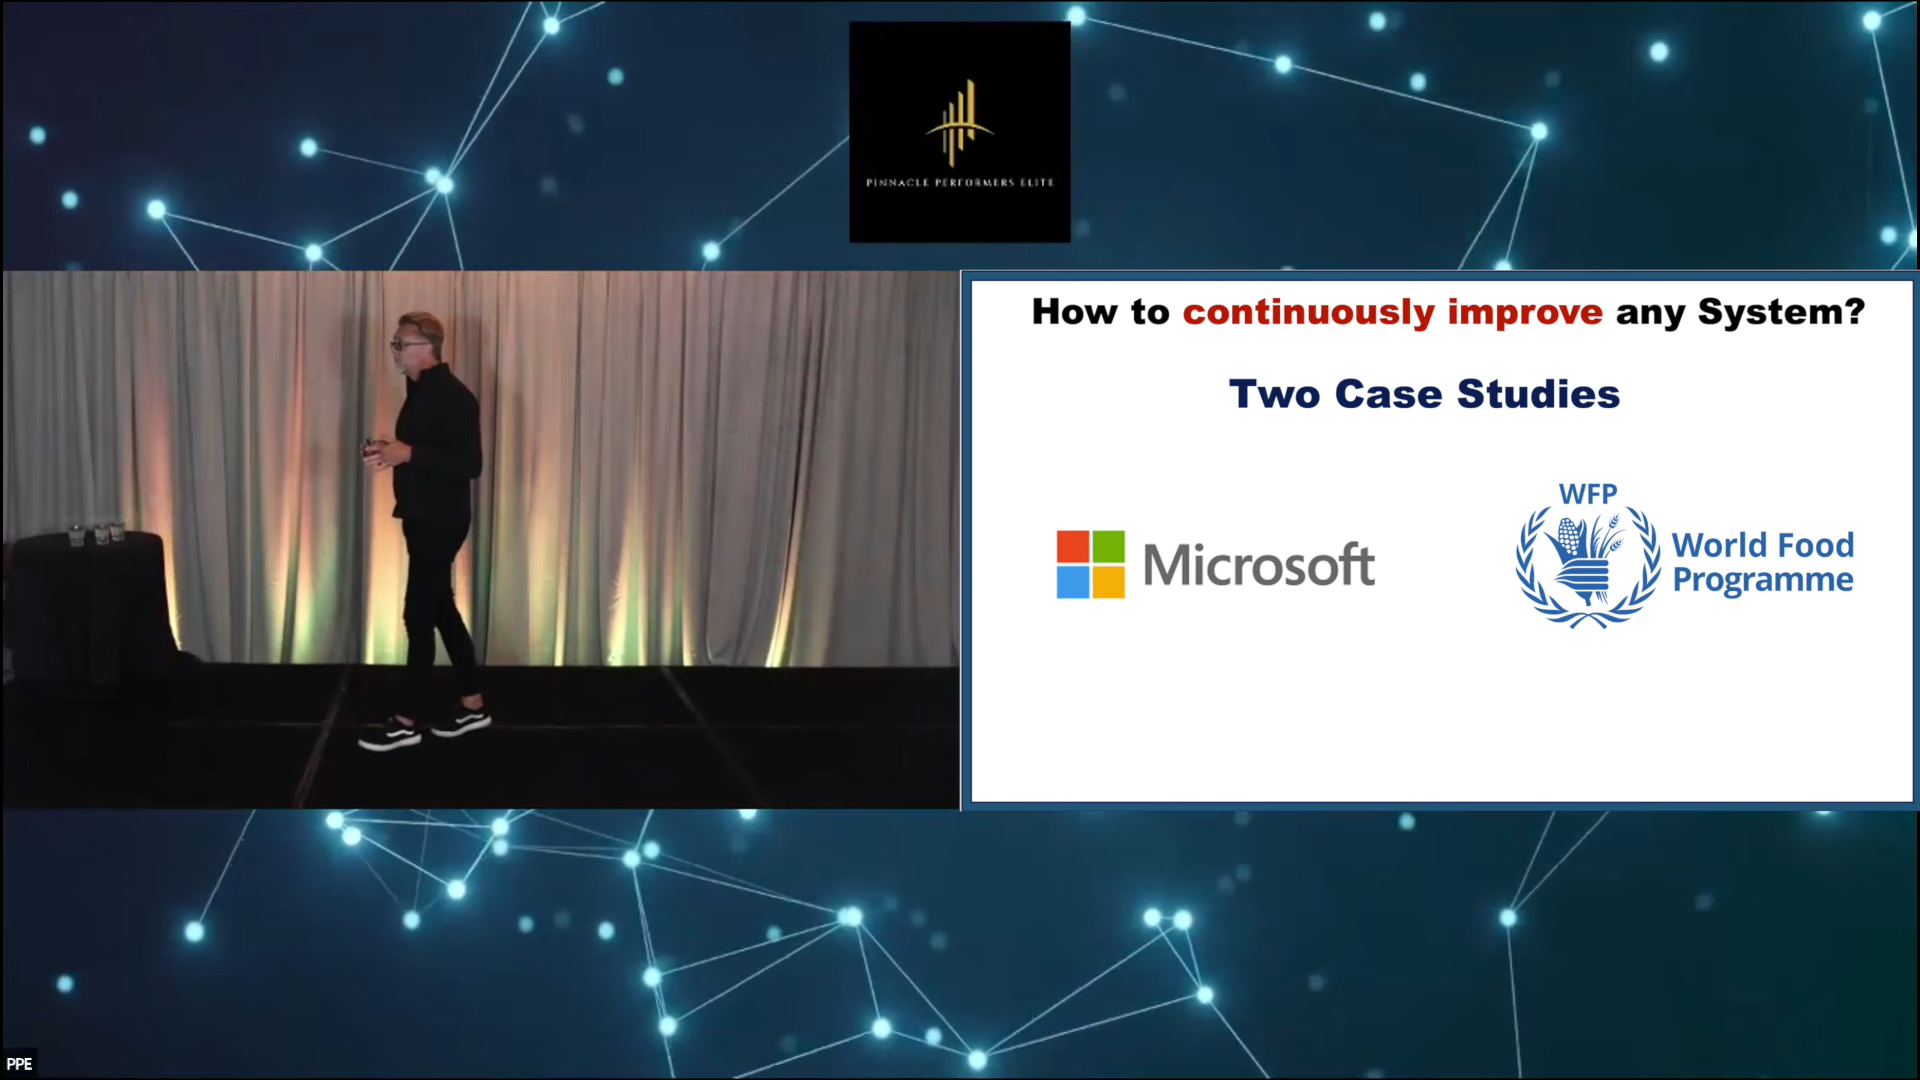 PINNACLE PERFORMERS ELITE
How to continuously improve any System?
Two Case Studies
Microsoft
WFP
World Food
Programme
PPE